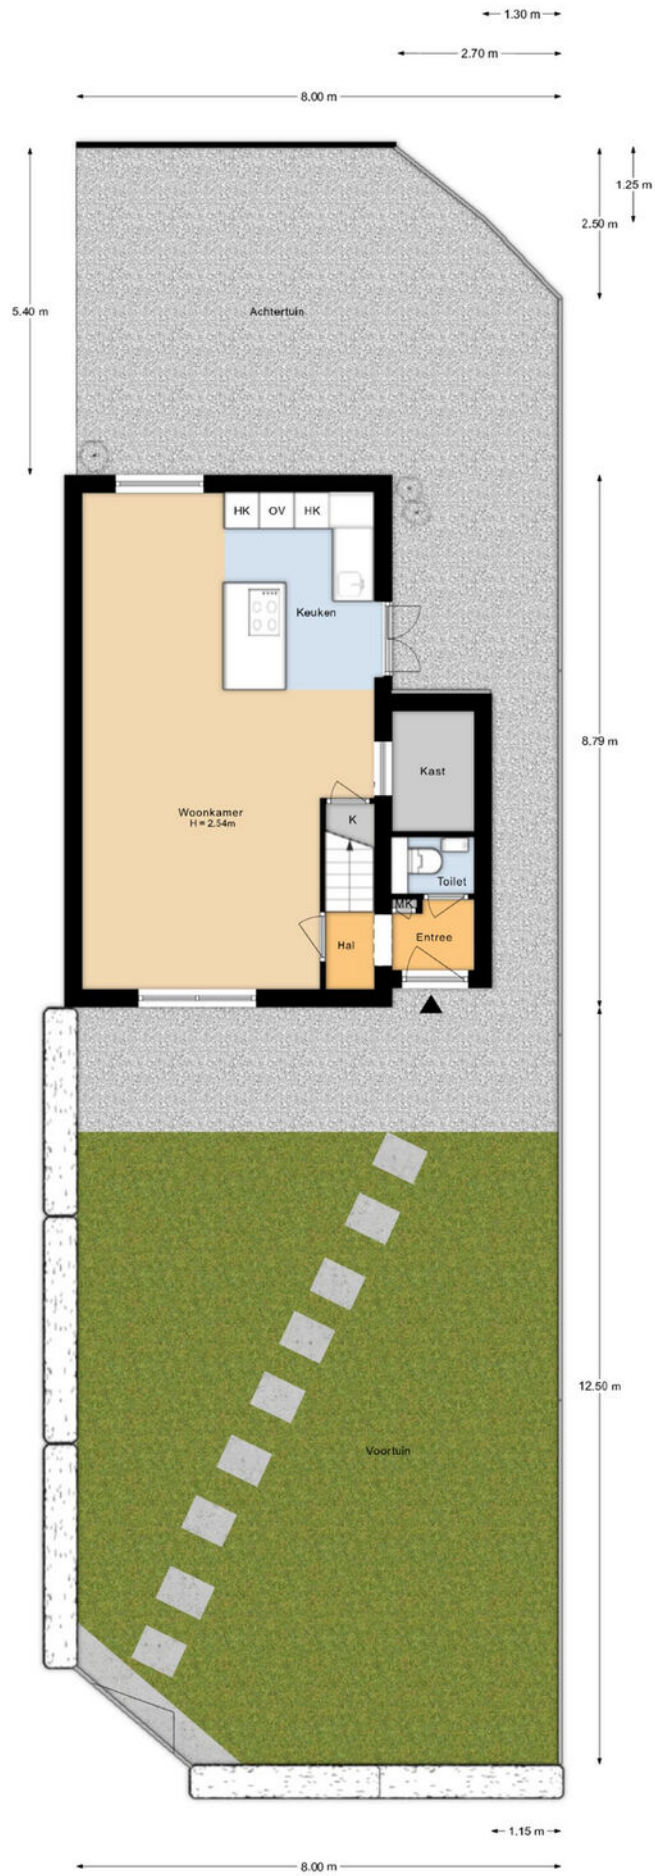 1.30 m
2.70 m
8.00 m
1.25 m
2.50 m
5.40 m
Achtertuin
HK
OV
HK
Keuken
8.79 m
Kast
Woonkamer
H = 2.54m
K
Toilet
MK
Hal
Entree
12.50 m
Voortuin
1.15 m
8.00 m